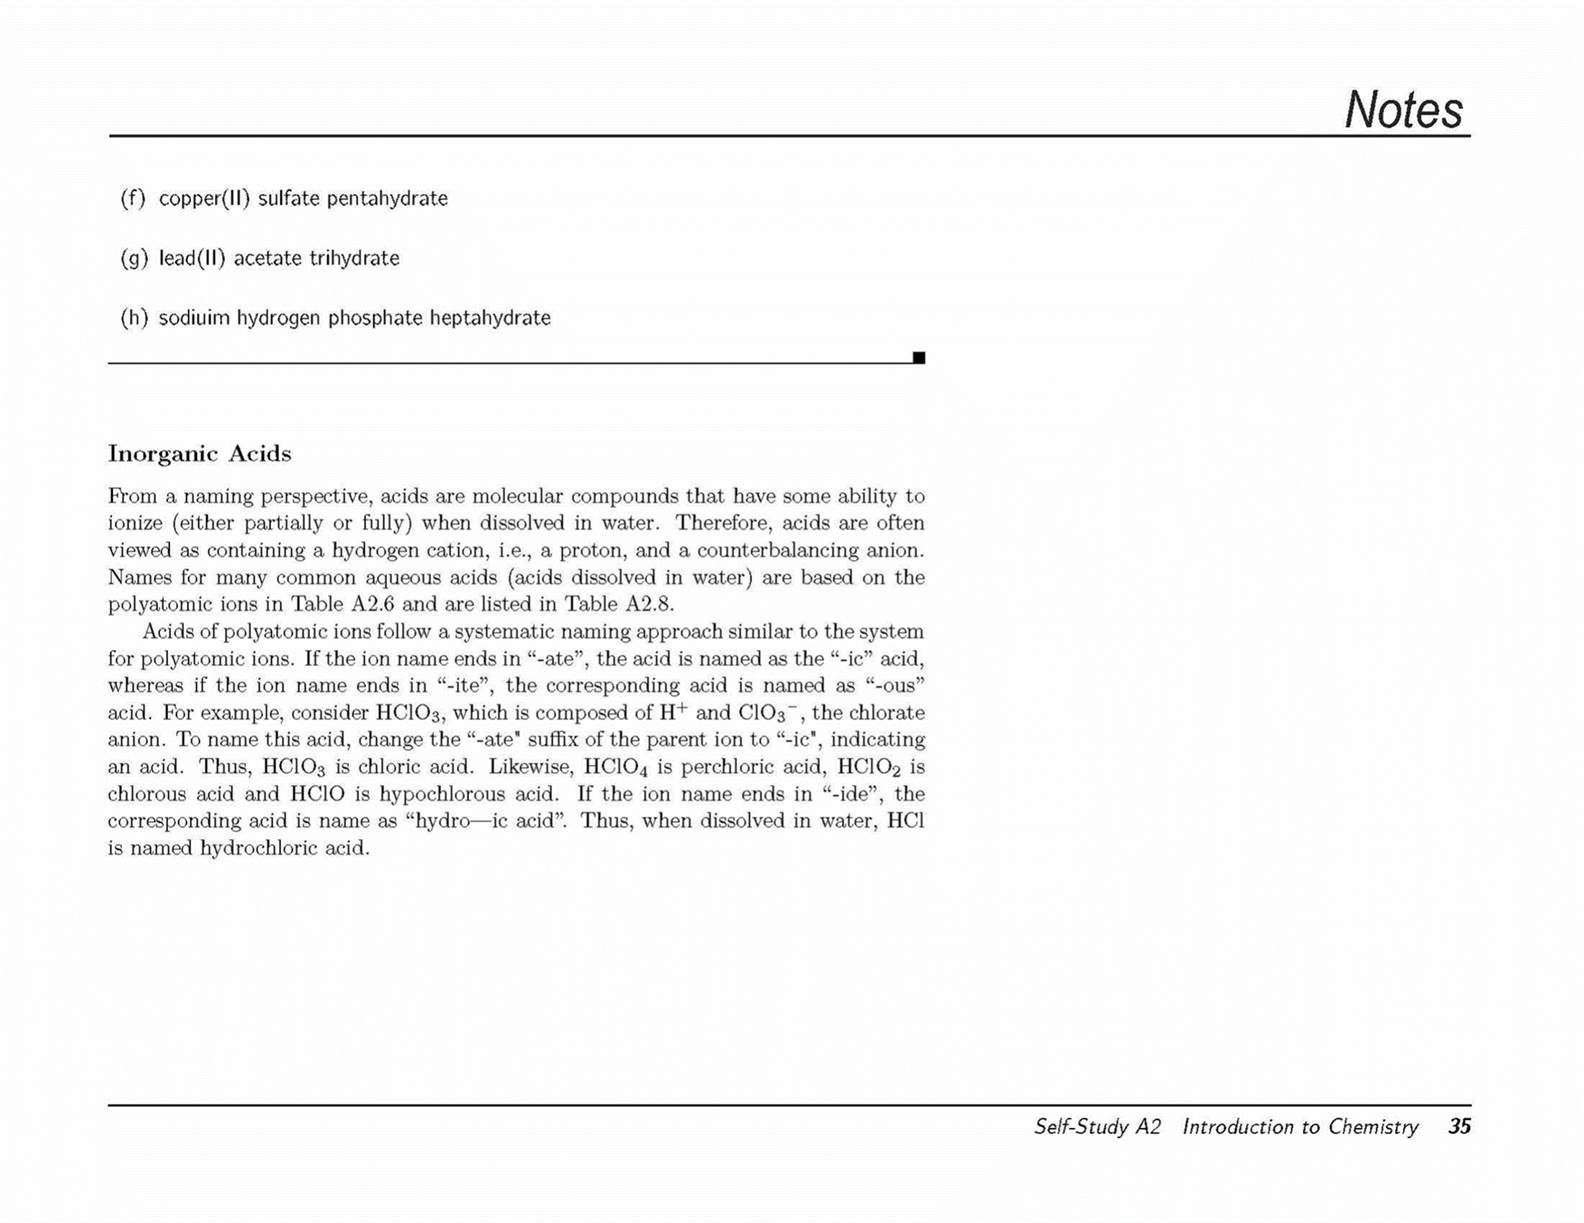 Notes
(f) copper(II) sulfate pentahydrate
(g) lead(II) acetate trihydrate
(h) sodiuim hydrogen phosphate heptahydrate
Inorganic Acids
From a naming perspective, acids are molecular compounds that have some ability to
ionize (either partially or fully) when dissolved in water. Therefore, acids are often
viewed as containing a hydrogen cation, i.e., a proton, and a counterbalancing anion.
Names for many common aqueous acids (acids dissolved in water) are based on the
polyatomic ions in Table A2.6 and are listed in Table A2.8.
Acids of polyatomic ions follow a systematic naming approach similar to the system
for polyatomic ions. If the ion name ends in “-ate”, the acid is named as the “-ic” acid,
whereas if the ion name ends in “-ite”, the corresponding acid is named as “-ous”
acid. For example, consider HClO₃, which is composed of H⁺ and ClO₃⁻, the chlorate
anion. To name this acid, change the “-ate" suffix of the parent ion to “-ic", indicating
an acid. Thus, HClO₃ is chloric acid. Likewise, HClO₄ is perchloric acid, HClO₂ is
chlorous acid and HClO is hypochlorous acid. If the ion name ends in “-ide”, the
corresponding acid is name as “hydro—ic acid”. Thus, when dissolved in water, HCl
is named hydrochloric acid.
Self-Study A2 Introduction to Chemistry 35